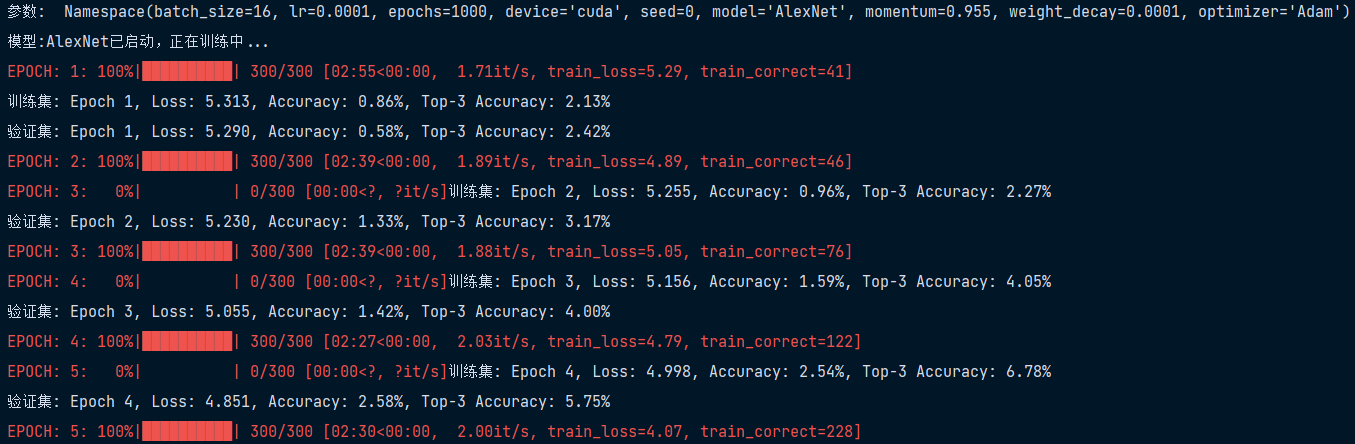 参数:  Namespace(batch_size=16, lr=0.0001, epochs=1000, device='cuda', seed=0, model='AlexNet', momentum=0.955, weight_decay=0.0001, optimizer='Adam')
模型:AlexNet已启动,正在训练中...
EPOCH: 1: 100%|██████████| 300/300 [02:55<00:00,  1.71it/s, train_loss=5.29, train_correct=41]
训练集: Epoch 1, Loss: 5.313, Accuracy: 0.86%, Top-3 Accuracy: 2.13%
验证集: Epoch 1, Loss: 5.290, Accuracy: 0.58%, Top-3 Accuracy: 2.42%
EPOCH: 2: 100%|██████████| 300/300 [02:39<00:00,  1.89it/s, train_loss=4.89, train_correct=46]
EPOCH: 3:   0%|          | 0/300 [00:00<?, ?it/s]训练集: Epoch 2, Loss: 5.255, Accuracy: 0.96%, Top-3 Accuracy: 2.27%
验证集: Epoch 2, Loss: 5.230, Accuracy: 1.33%, Top-3 Accuracy: 3.17%
EPOCH: 3: 100%|██████████| 300/300 [02:39<00:00,  1.88it/s, train_loss=5.05, train_correct=76]
EPOCH: 4:   0%|          | 0/300 [00:00<?, ?it/s]训练集: Epoch 3, Loss: 5.156, Accuracy: 1.59%, Top-3 Accuracy: 4.05%
验证集: Epoch 3, Loss: 5.055, Accuracy: 1.42%, Top-3 Accuracy: 4.00%
EPOCH: 4: 100%|██████████| 300/300 [02:27<00:00,  2.03it/s, train_loss=4.79, train_correct=122]
EPOCH: 5:   0%|          | 0/300 [00:00<?, ?it/s]训练集: Epoch 4, Loss: 4.998, Accuracy: 2.54%, Top-3 Accuracy: 6.78%
验证集: Epoch 4, Loss: 4.851, Accuracy: 2.58%, Top-3 Accuracy: 5.75%
EPOCH: 5: 100%|██████████| 300/300 [02:30<00:00,  2.00it/s, train_loss=4.07, train_correct=228]